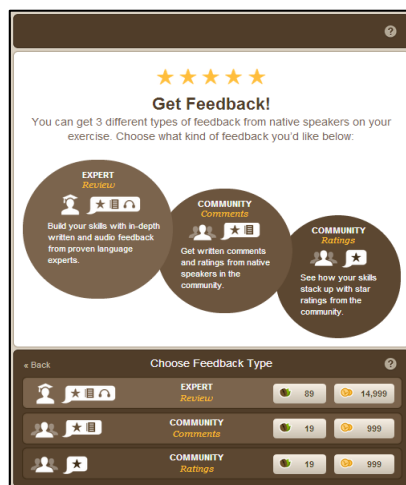 ?
Get Feedback!
You can get 3 different types of feedback from native speakers on your
exercise. Choose what kind of feedback you'd like below:
EXPERT
Review
Build your skills with in-depth
written and audio feedback
from proven language
experts.
COMMUNITY
Comments
Get written comments
and ratings from native
speakers in the
community.
COMMUNITY
Ratings
See how your skills
stack up with star
ratings from the
community.
« Back Choose Feedback Type ?
EXPERT
Review
89 14,999
COMMUNITY
Comments
19 999
COMMUNITY
Ratings
19 999